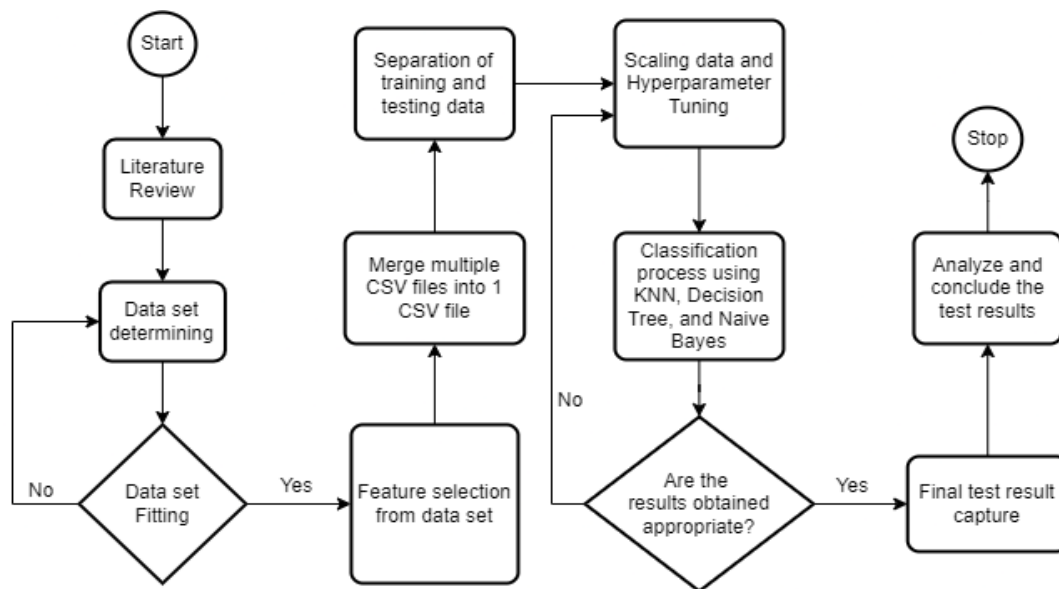 Start
Literature
Review
Data set
determining
Data set
Fitting
No
Yes
Feature selection
from data set
Merge multiple
CSV files into 1
CSV file
Separation of
training and
testing data
Scaling data and
Hyperparameter
Tuning
Classification
process using
KNN, Decision
Tree, and Naive
Bayes
Are the
results obtained
appropriate?
No
Yes
Final test result
capture
Analyze and
conclude the
test results
Stop